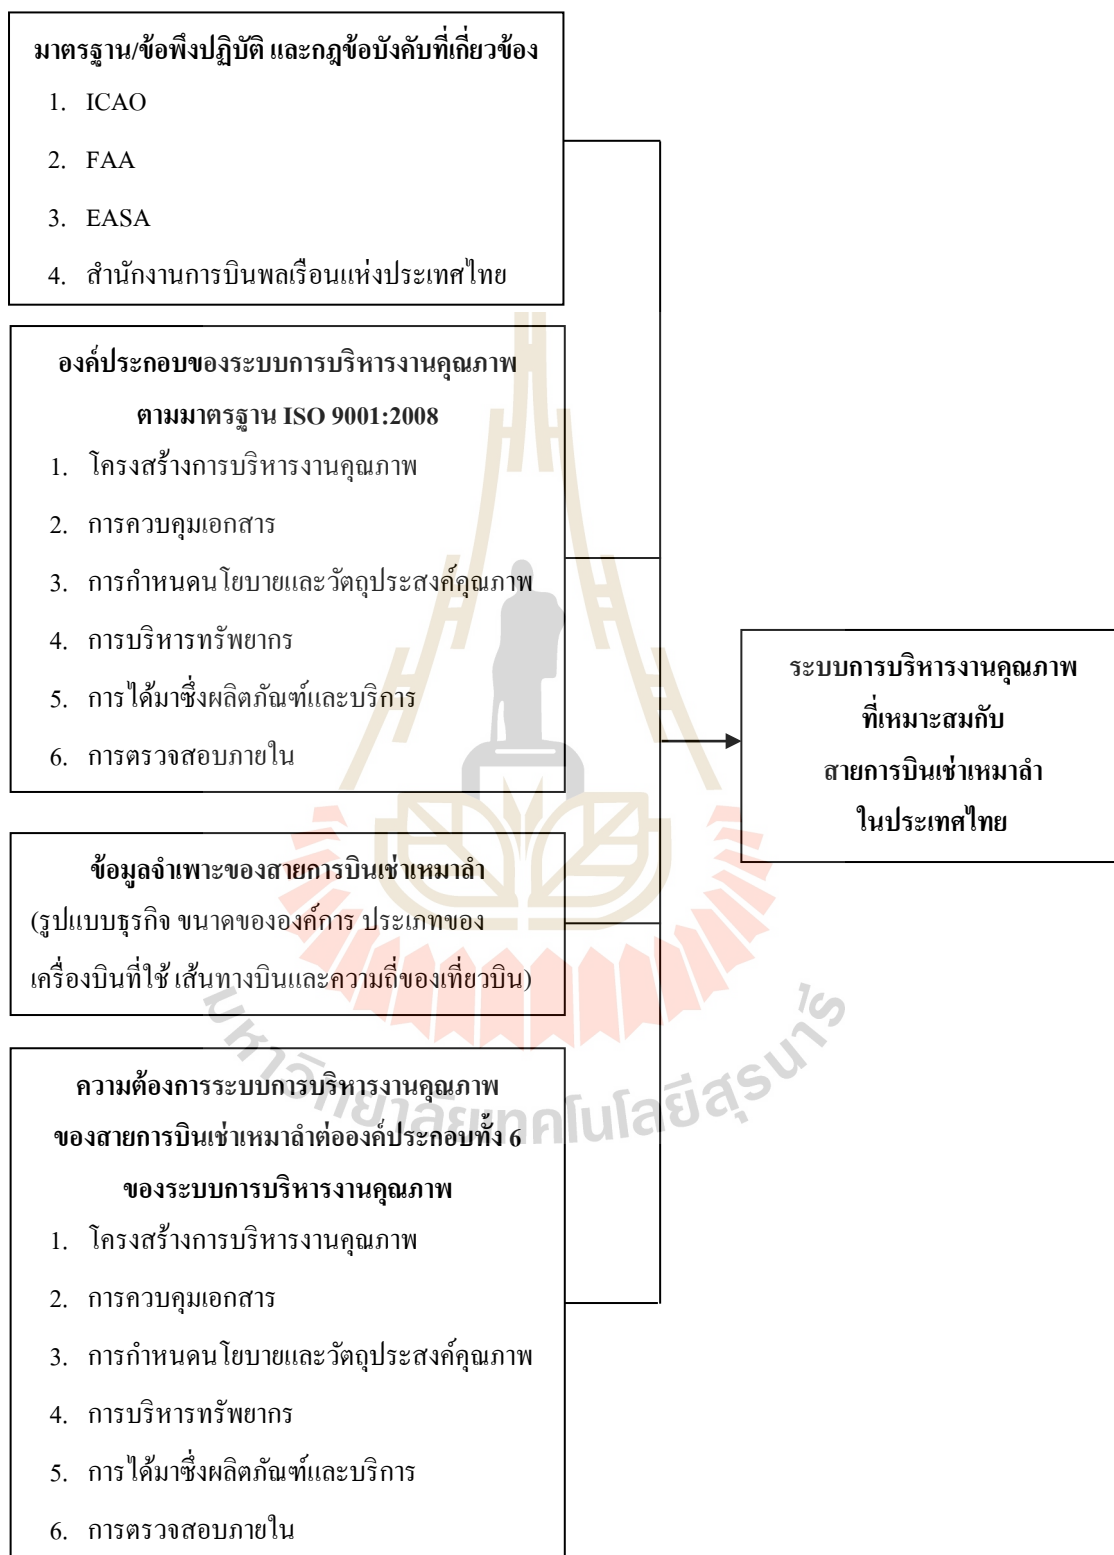 มาตรฐาน/ข้อพึงปฏิบัติ และกฎข้อบังคับที่เกี่ยวข้อง
1. ICAO
2. FAA
3. EASA
4. สำนักงานการบินพลเรือนแห่งประเทศไทย
องค์ประกอบของระบบการบริหารงานคุณภาพ
ตามมาตรฐาน ISO 9001:2008
1. โครงสร้างการบริหารงานคุณภาพ
2. การควบคุมเอกสาร
3. การกำหนดนโยบายและวัตถุประสงค์คุณภาพ
4. การบริหารทรัพยากร
5. การได้มาซึ่งผลิตภัณฑ์และบริการ
6. การตรวจสอบภายใน
ข้อมูลจำเพาะของสายการบินเช่าเหมาลำ
(รูปแบบธุรกิจ ขนาดขององค์การ ประเภทของ
เครื่องบินที่ใช้ เส้นทางบินและความถี่ของเที่ยวบิน)
ความต้องการระบบการบริหารงานคุณภาพ
ของสายการบินเช่าเหมาลำต่อองค์ประกอบทั้ง 6
ของระบบการบริหารงานคุณภาพ
1. โครงสร้างการบริหารงานคุณภาพ
2. การควบคุมเอกสาร
3. การกำหนดนโยบายและวัตถุประสงค์คุณภาพ
4. การบริหารทรัพยากร
5. การได้มาซึ่งผลิตภัณฑ์และบริการ
6. การตรวจสอบภายใน
ระบบการบริหารงานคุณภาพ
ที่เหมาะสมกับ
สายการบินเช่าเหมาลำ
ในประเทศไทย
มหาวิทยาลัยเทคโนโลยีสุรนารี